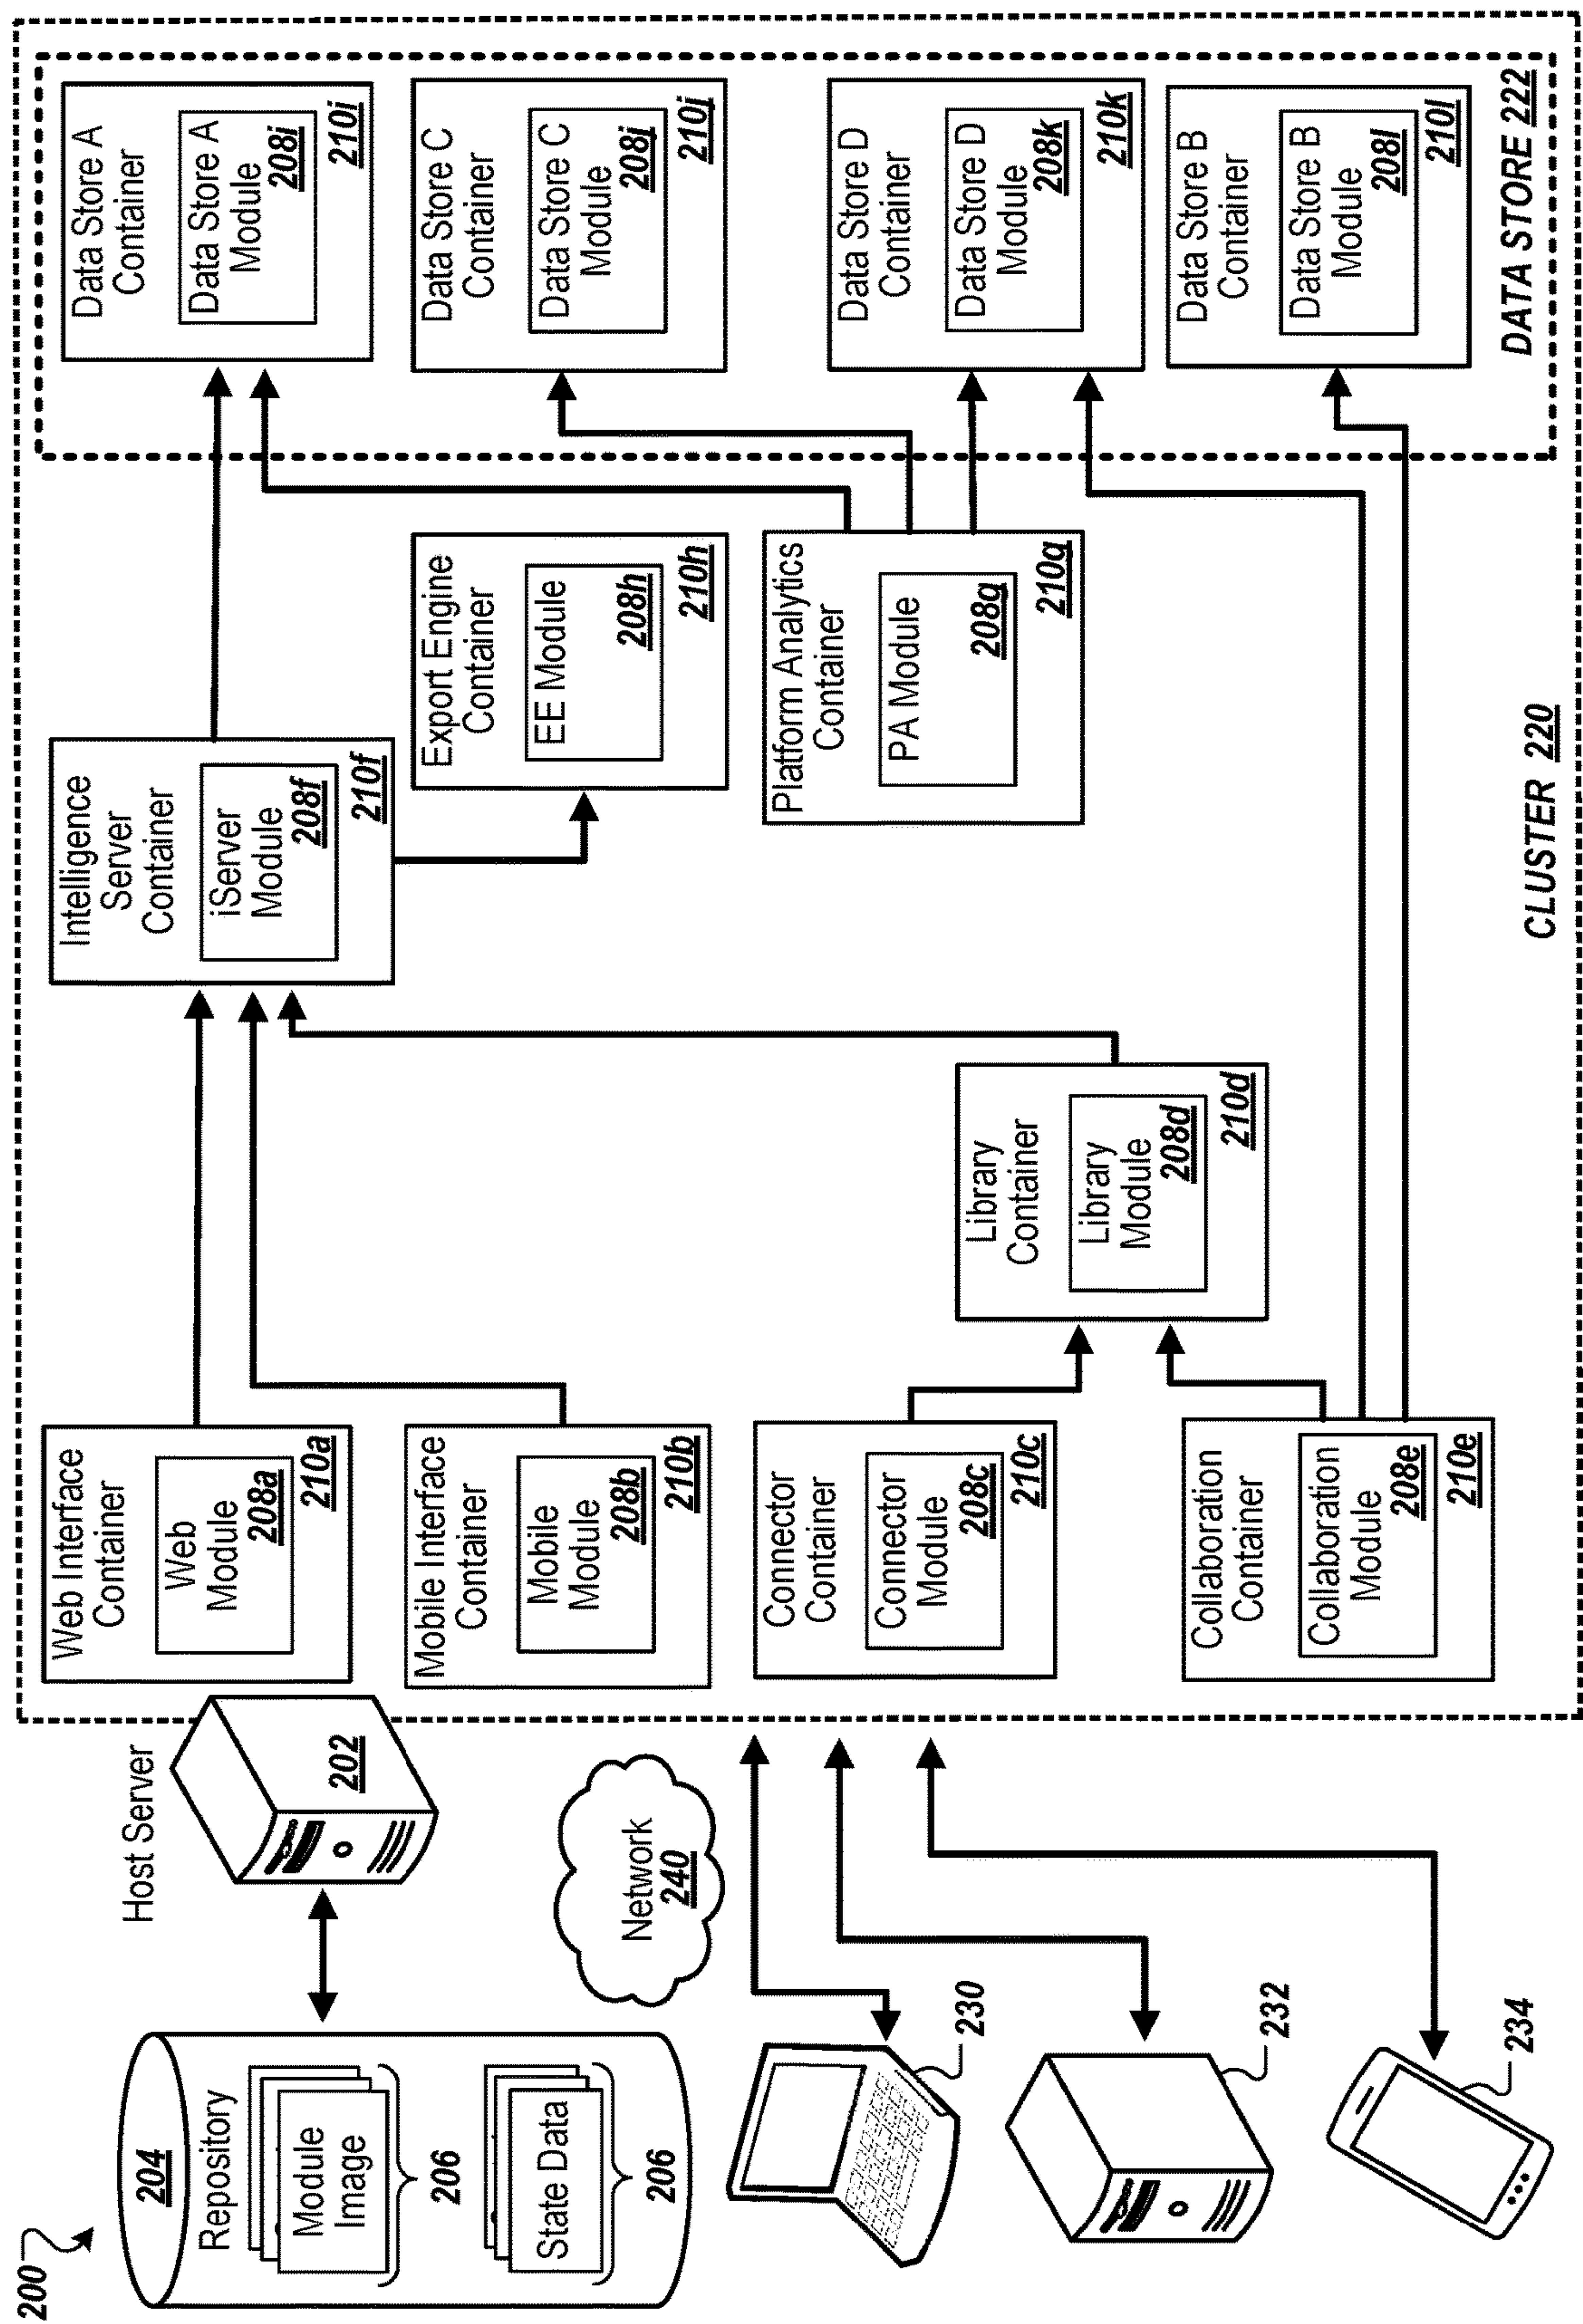 200
204
Repository
Module
Image
206
State Data
206
Host Server
202
Network
240
230
232
234
Web Interface
Container
Web
Module
208a
210a
Mobile Interface
Container
Mobile
Module
208b
210b
Connector
Container
Connector
Module
208c
210c
Collaboration
Container
Collaboration
Module
208e
210e
Library
Container
Library
Module
208d
210d
Intelligence
Server
Container
iServer
Module
208f
210f
Export Engine
Container
EE Module
208h
210h
Platform Analytics
Container
PA Module
208g
210g
Data Store A
Container
Data Store A
Module
208i
210i
Data Store C
Container
Data Store C
Module
208j
210j
Data Store D
Container
Data Store D
Module
208k
210k
Data Store B
Container
Data Store B
Module
208l
210l
DATA STORE 222
CLUSTER 220